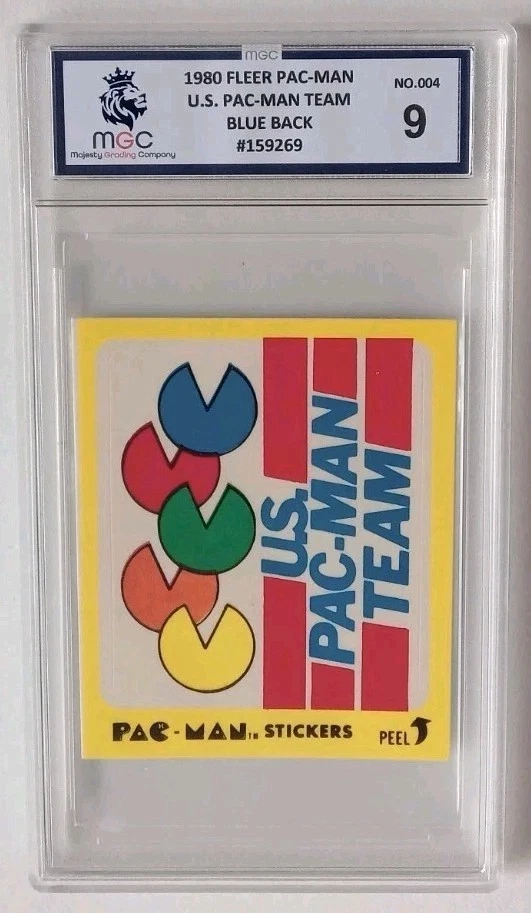 MGC
1980 FLEER PAC-MAN
U.S. PAC-MAN TEAM
BLUE BACK
#159269
NO.004
9
MGC
Majesty Grading Company
U.S.
PAC-MAN
TEAM
PAC-MAN TM STICKERS
PEEL